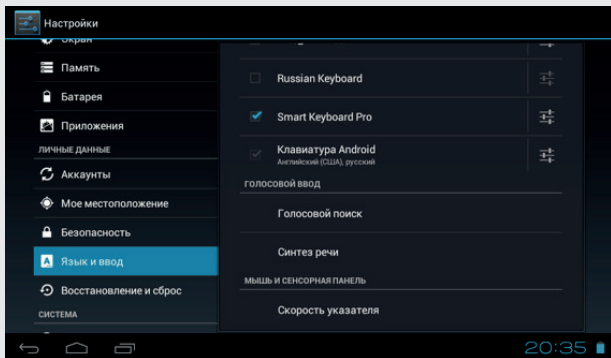 Настройки
Экран
Память
Батарея
Приложения
ЛИЧНЫЕ ДАННЫЕ
Аккаунты
Мое местоположение
Безопасность
Язык и ввод
Восстановление и сброс
СИСТЕМА
Russian Keyboard
Smart Keyboard Pro
Клавиатура Android
Английский (США), русский
ГОЛОСОВОЙ ВВОД
Голосовой поиск
Синтез речи
МЫШЬ И СЕНСОРНАЯ ПАНЕЛЬ
Скорость указателя
20:35